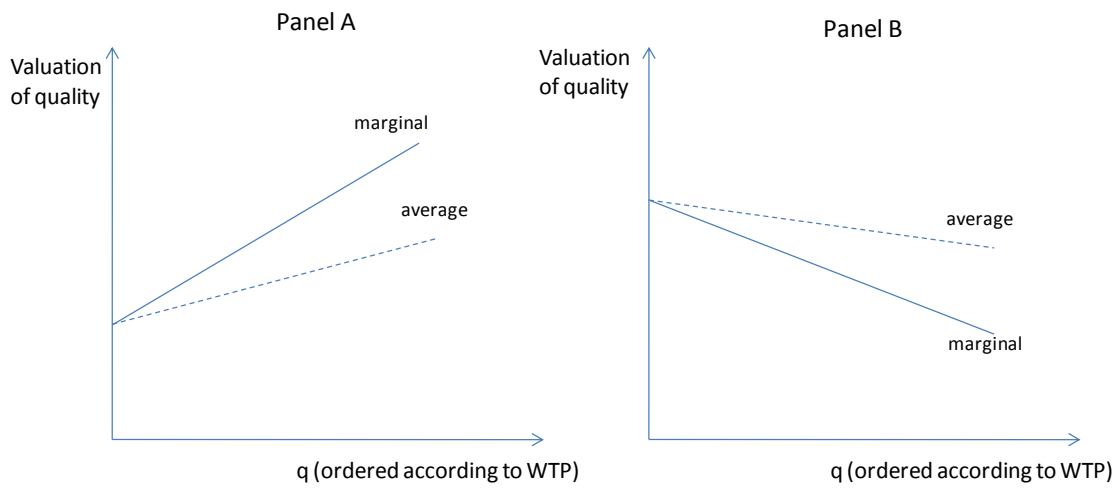 Panel A
Valuation
of quality
marginal
average
q (ordered according to WTP)
Panel B
Valuation
of quality
average
marginal
q (ordered according to WTP)